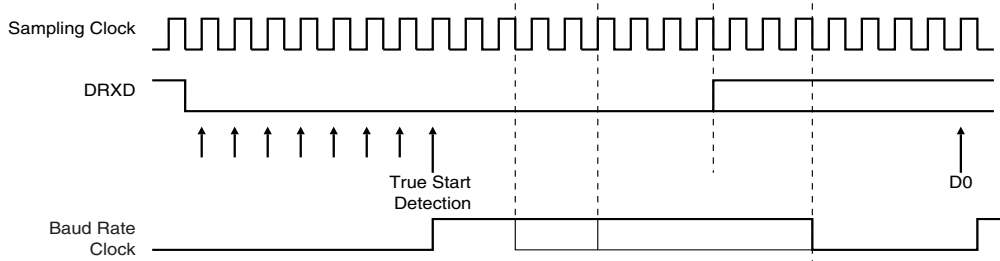 Sampling Clock
DRXD
True Start
Detection
D0
Baud Rate
Clock